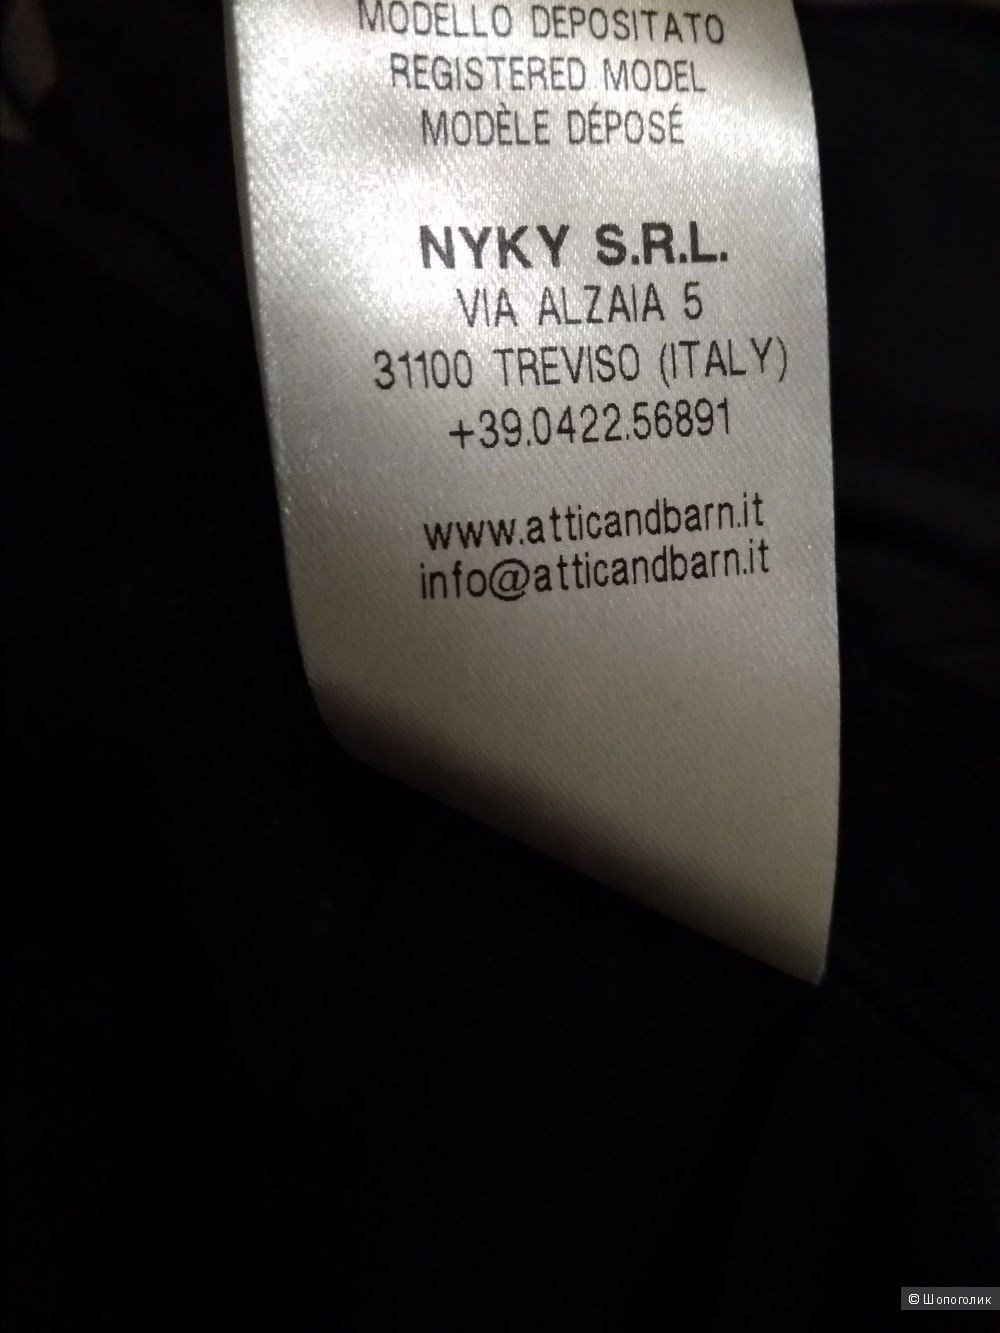 MODELLO DEPOSITATO
REGISTERED MODEL
MODÈLE DÉPOSÉ
NYKY S.R.L.
VIA ALZAIA 5
31100 TREVISO (ITALY)
+39.0422.56891
www.atticandbarn.it
info@atticandbarn.it
© Шопоголик